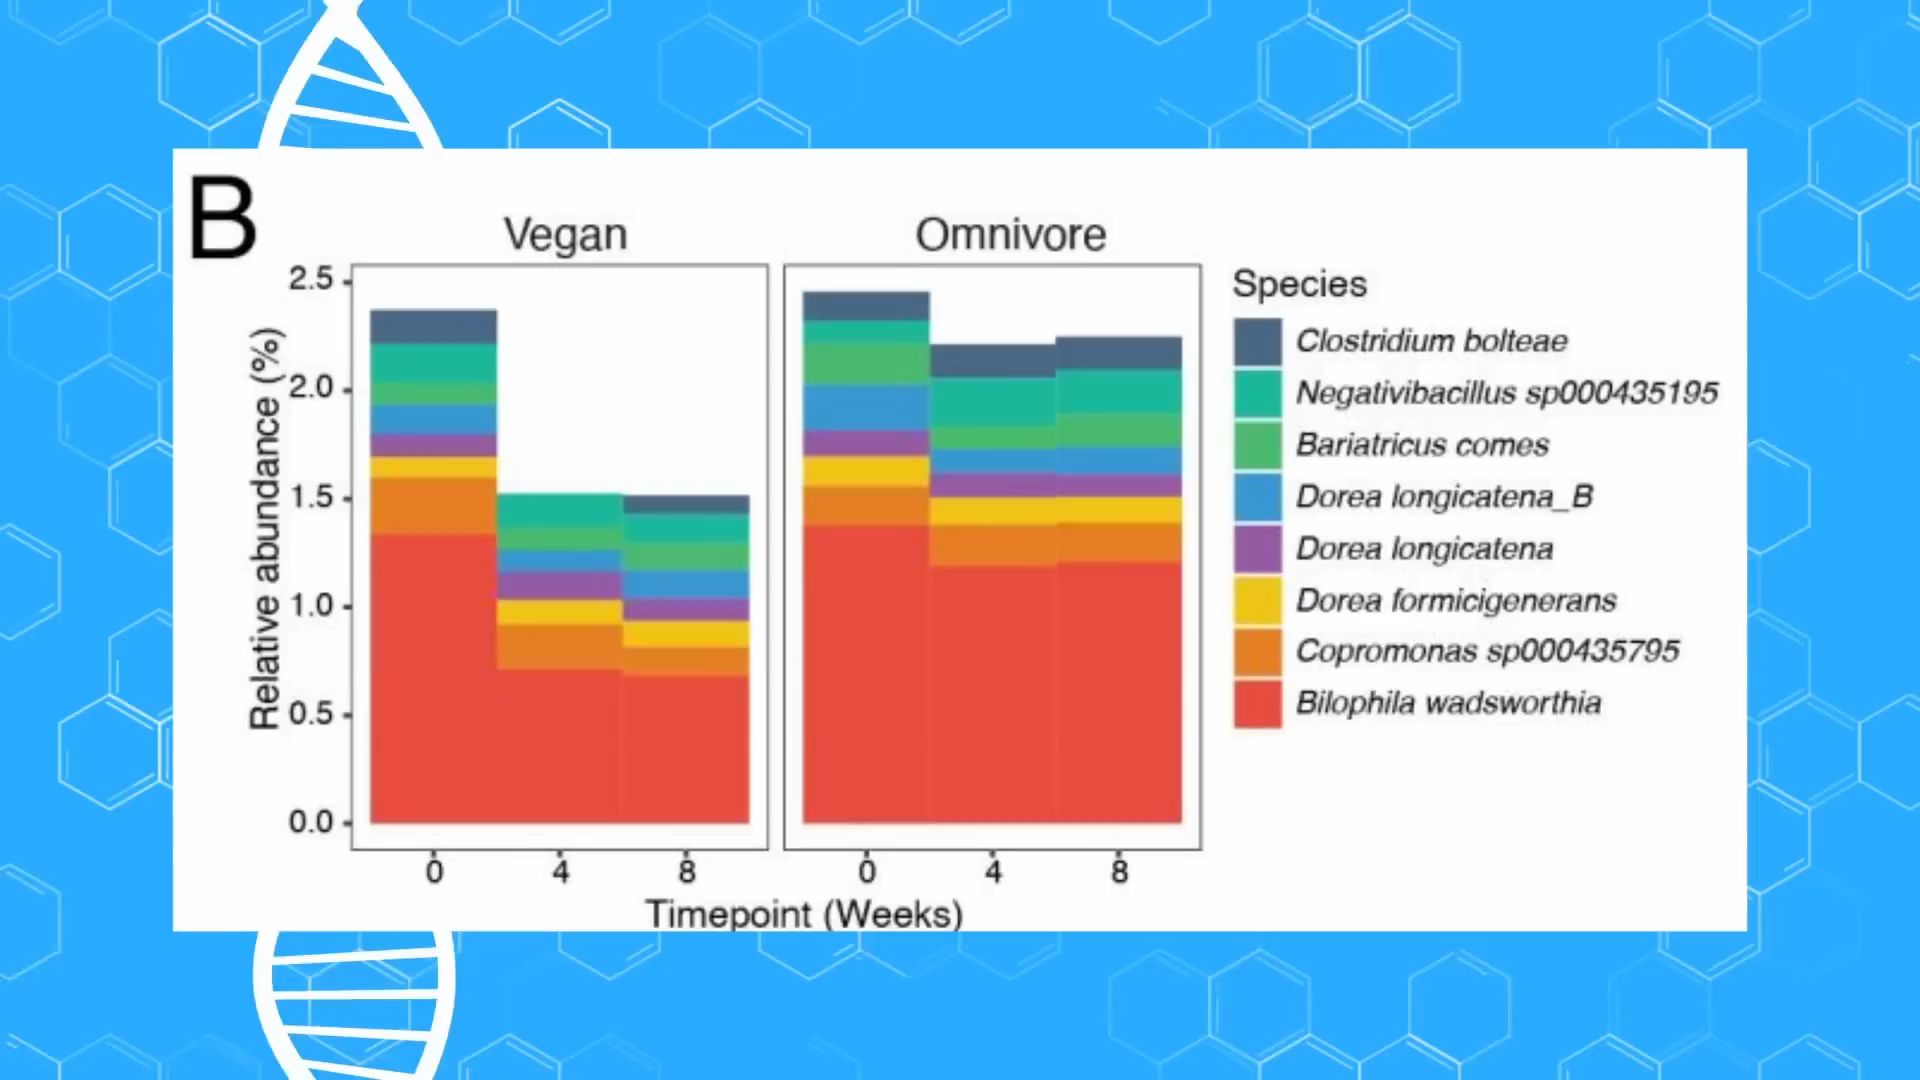 B
Vegan
Omnivore
2.5
2.0
1.5
1.0
0.5
0.0
Relative abundance (%)
0 4 8
0 4 8
Timepoint (Weeks)
Species
Clostridium bolteae
Negativibacillus sp000435195
Bariatricus comes
Dorea longicatena_B
Dorea longicatena
Dorea formicigenerans
Copromonas sp000435795
Bilophila wadsworthia